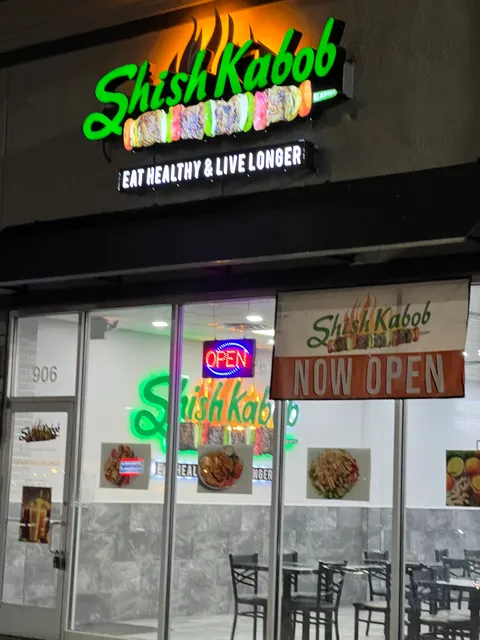 Shish Kabob
EAT HEALTHY & LIVE LONGER
Shish Kabob
NOW OPEN
OPEN
906
Shish Kabob